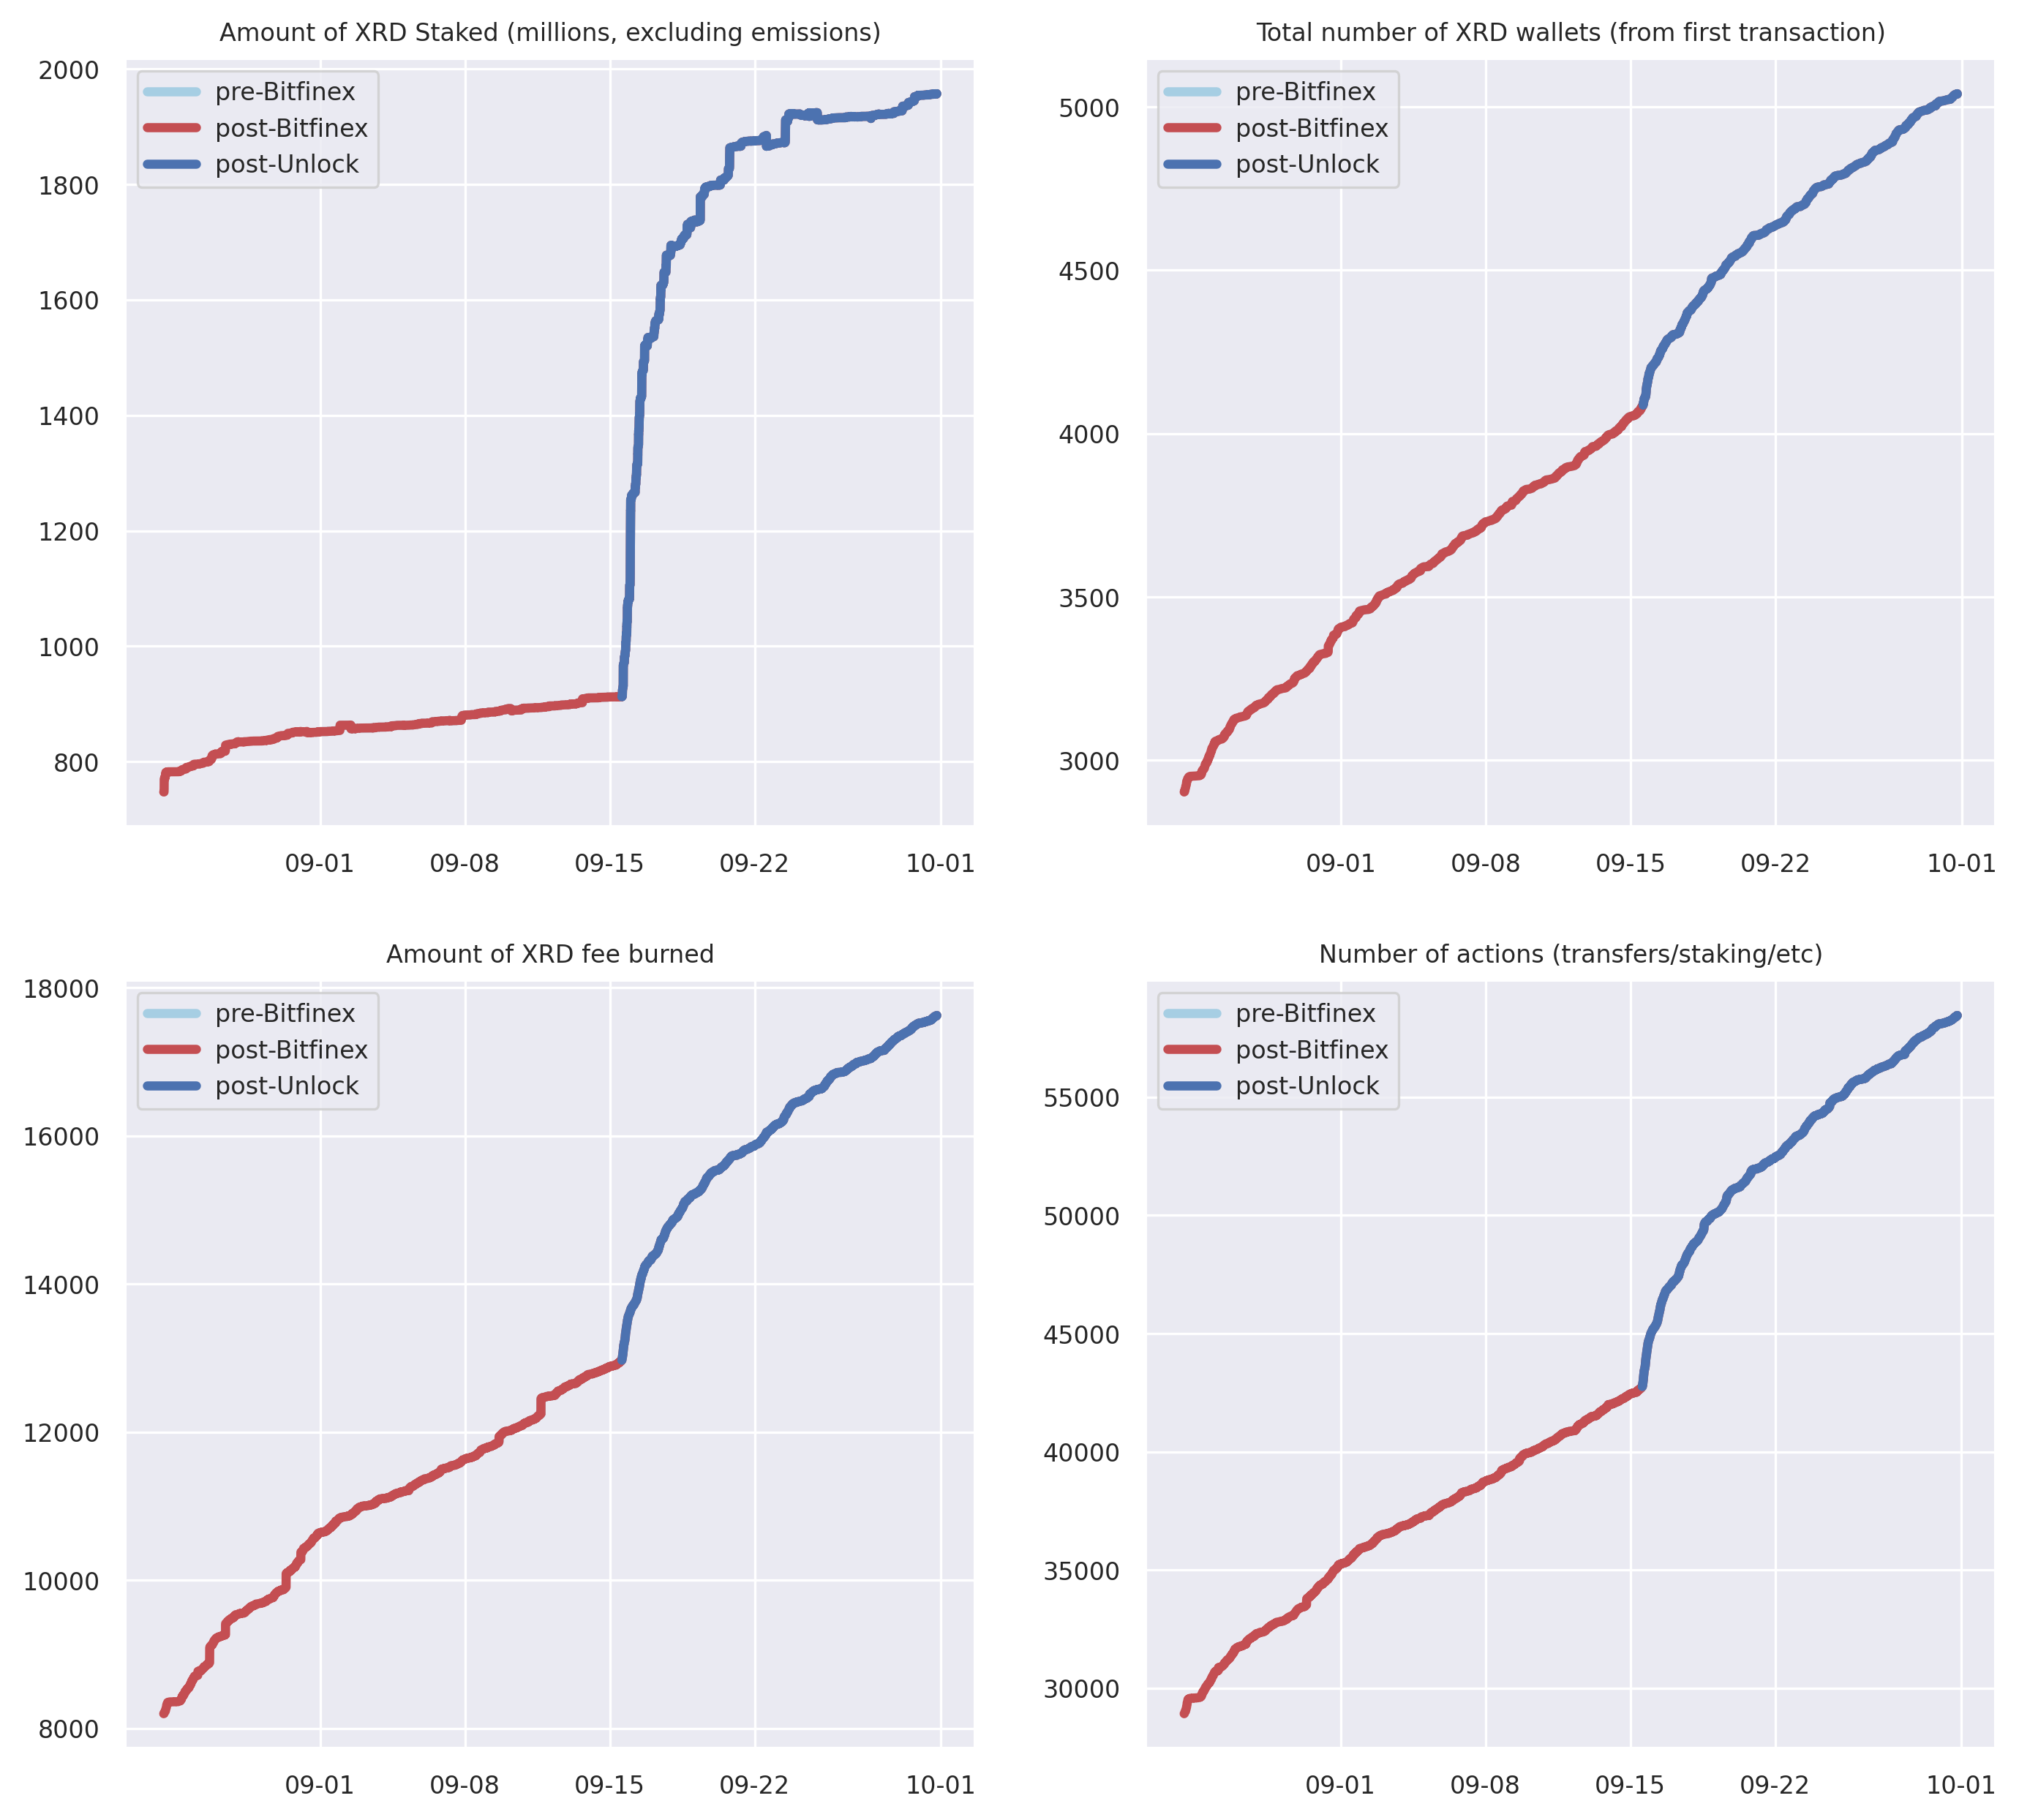 Amount of XRD Staked (millions, excluding emissions)
2000
1800
1600
1400
1200
1000
800
pre-Bitfinex
post-Bitfinex
post-Unlock
09-01 09-08 09-15 09-22 10-01
Total number of XRD wallets (from first transaction)
5000
4500
4000
3500
3000
pre-Bitfinex
post-Bitfinex
post-Unlock
09-01 09-08 09-15 09-22 10-01
Amount of XRD fee burned
18000
16000
14000
12000
10000
8000
pre-Bitfinex
post-Bitfinex
post-Unlock
09-01 09-08 09-15 09-22 10-01
Number of actions (transfers/staking/etc)
55000
50000
45000
40000
35000
30000
pre-Bitfinex
post-Bitfinex
post-Unlock
09-01 09-08 09-15 09-22 10-01